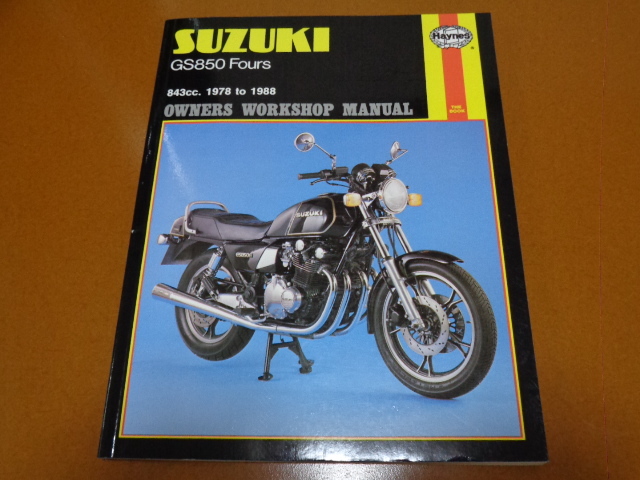 SUZUKI
Haynes
GS850 Fours
843cc. 1978 to 1988
OWNERS WORKSHOP MANUAL
SUZUKI